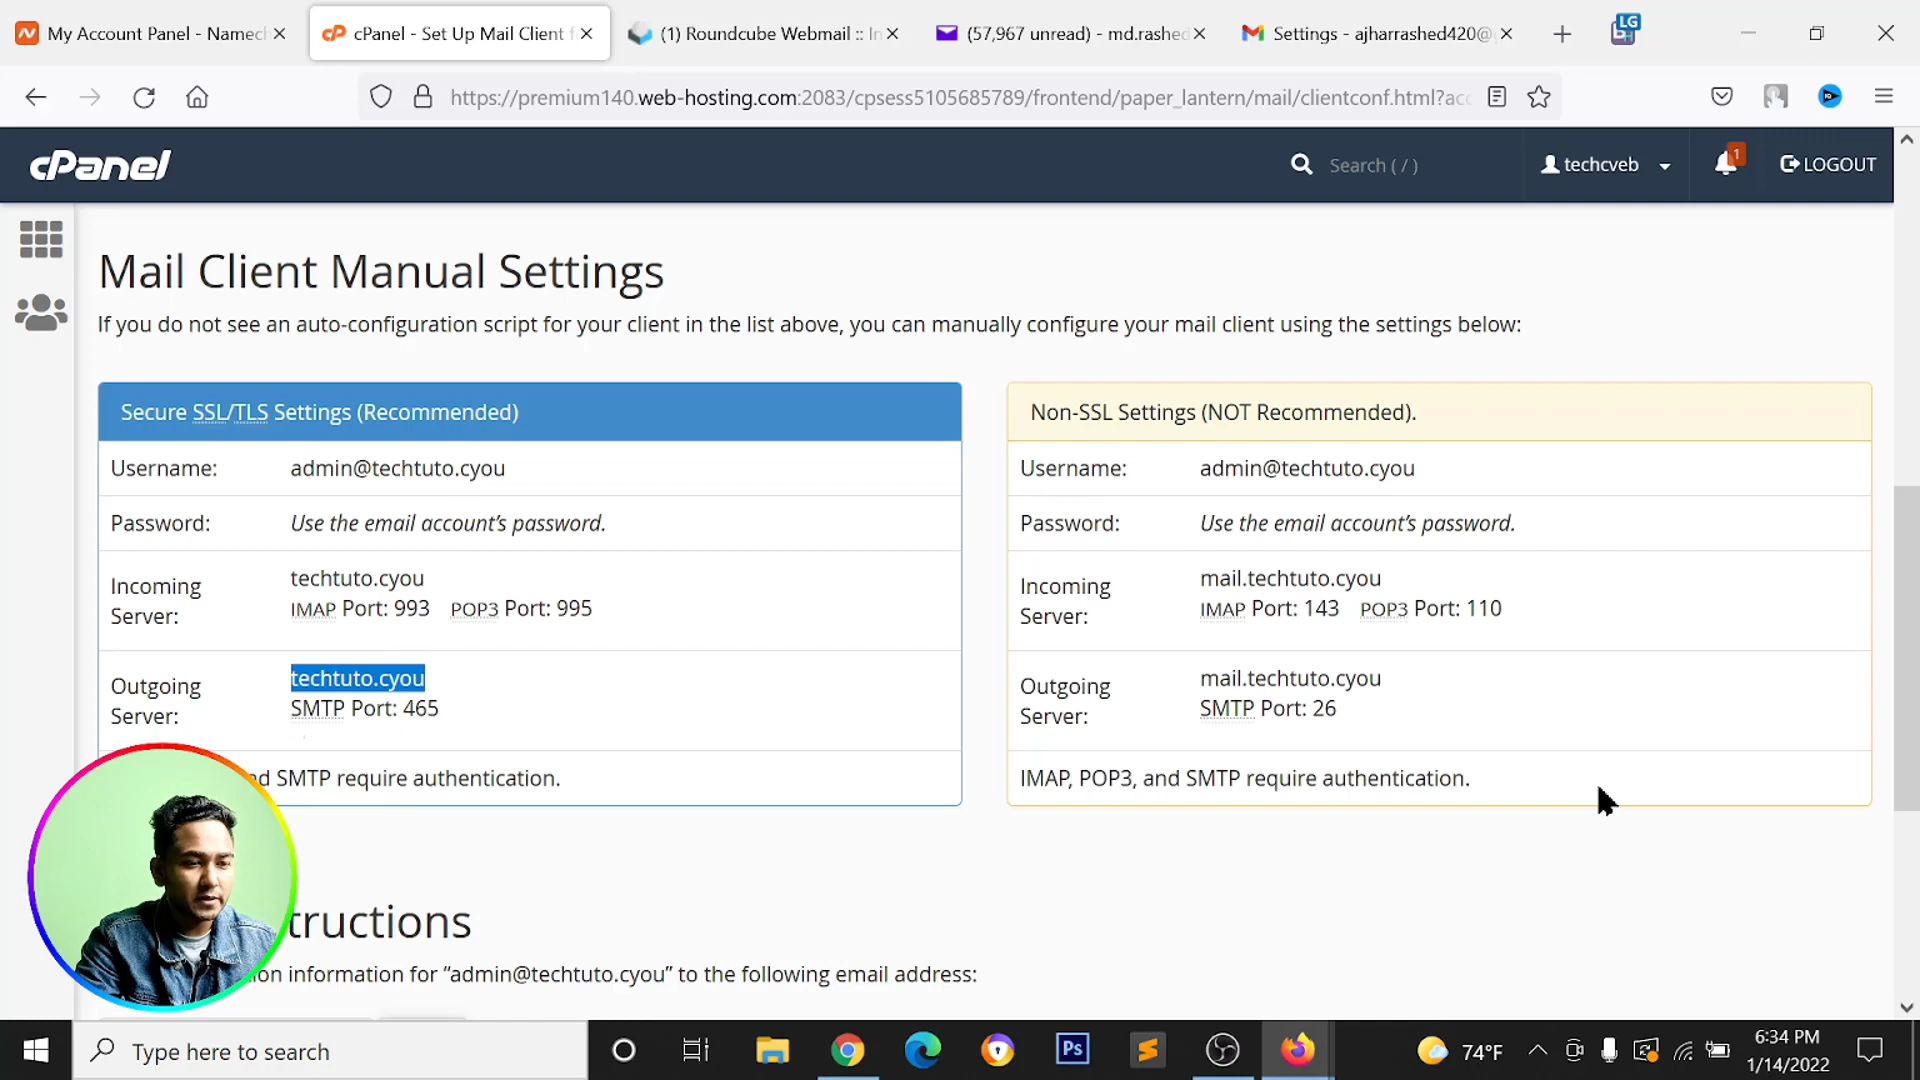 My Account Panel - Namech
cPanel - Set Up Mail Client f
(1) Roundcube Webmail :: In
(57,967 unread) - md.rashed
Settings - ajharrashed420@g
LG
https://premium140.web-hosting.com:2083/cpsess5105685789/frontend/paper_lantern/mail/clientconf.html?acc
cPanel
Search ( / )
techcveb
1
LOGOUT
Mail Client Manual Settings
If you do not see an auto-configuration script for your client in the list above, you can manually configure your mail client using the settings below:
Secure SSL/TLS Settings (Recommended)
Username: admin@techtuto.cyou
Password: Use the email account's password.
Incoming Server: techtuto.cyou
IMAP Port: 993 POP3 Port: 995
Outgoing Server: techtuto.cyou
SMTP Port: 465
nd SMTP require authentication.
Non-SSL Settings (NOT Recommended).
Username: admin@techtuto.cyou
Password: Use the email account's password.
Incoming Server: mail.techtuto.cyou
IMAP Port: 143 POP3 Port: 110
Outgoing Server: mail.techtuto.cyou
SMTP Port: 26
IMAP, POP3, and SMTP require authentication.
tructions
ion information for “admin@techtuto.cyou” to the following email address:
Type here to search
Ps
74°F
6:34 PM
1/14/2022